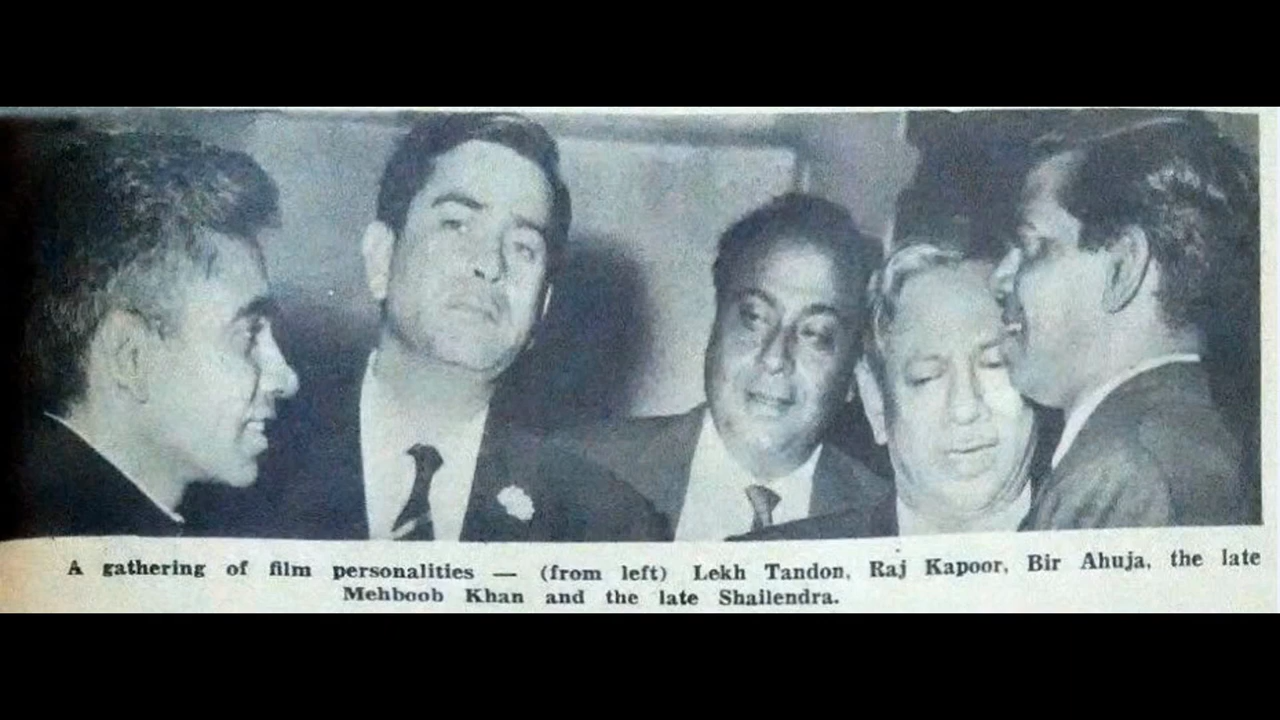 A gathering of film personalities — (from left) Lekh Tandon, Raj Kapoor, Bir Ahuja, the late
Mehboob Khan and the late Shailendra.